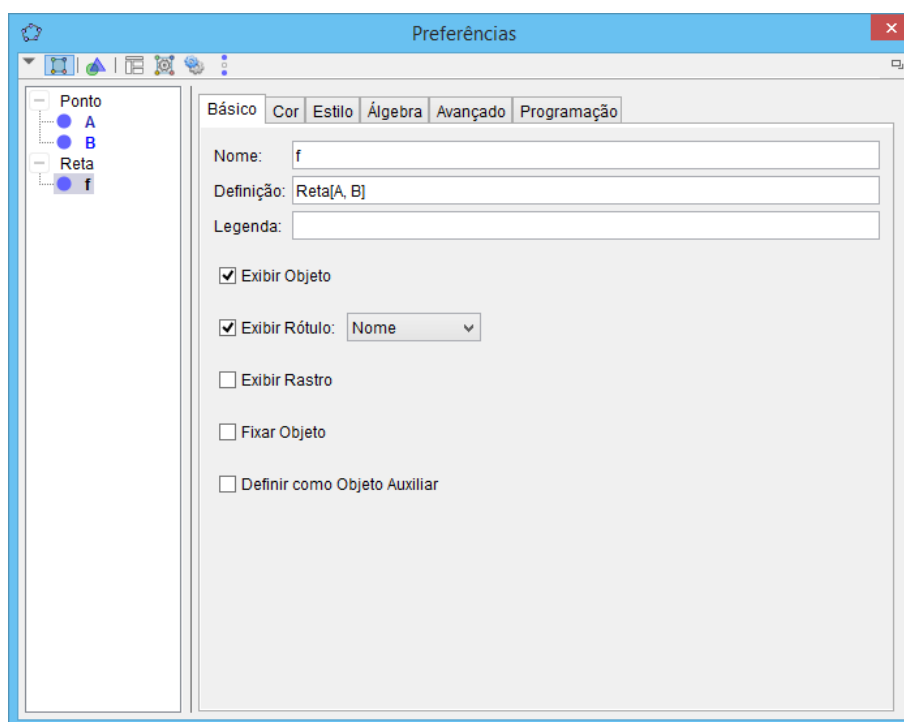 Preferências
Ponto
A
B
Reta
f
Básico Cor Estilo Álgebra Avançado Programação
Nome: f
Definição: Reta[A, B]
Legenda:
Exibir Objeto
Exibir Rótulo: Nome
Exibir Rastro
Fixar Objeto
Definir como Objeto Auxiliar